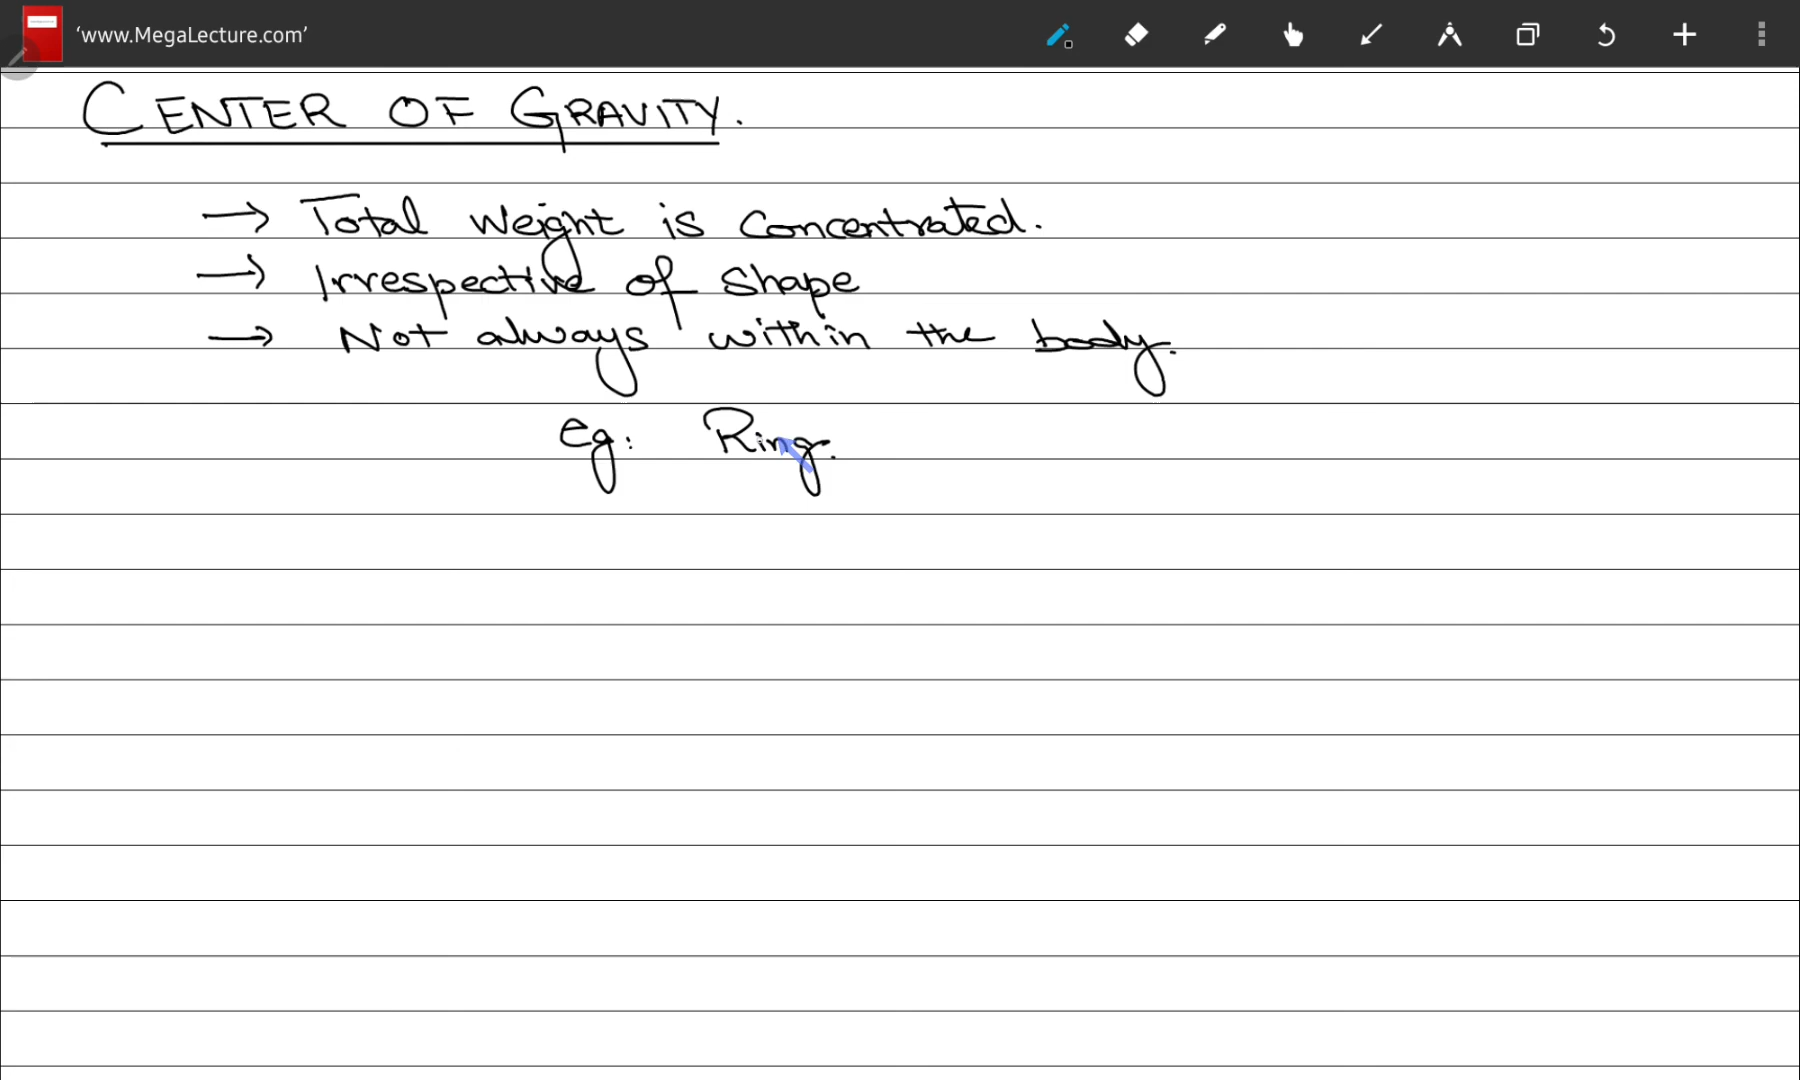 ‘www.MegaLecture.com’
CENTER OF GRAVITY.
→ Total Weight is Concentrated.
→ Irrespective of shape
→ Not always within the body.
eg: Ring.